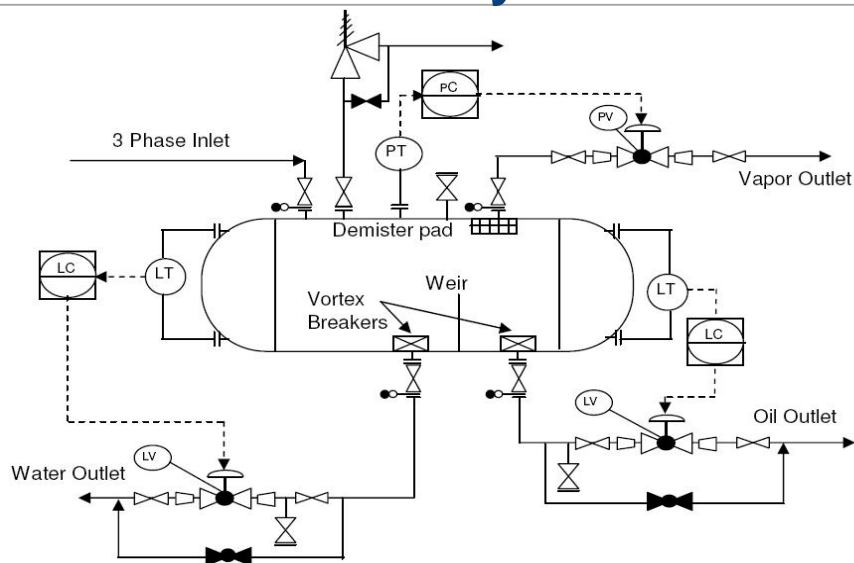 3 Phase Inlet
PC
PT
PV
Vapor Outlet
Demister pad
LC
LT
Vortex
Breakers
Weir
LT
LC
LV
Oil Outlet
LV
Water Outlet